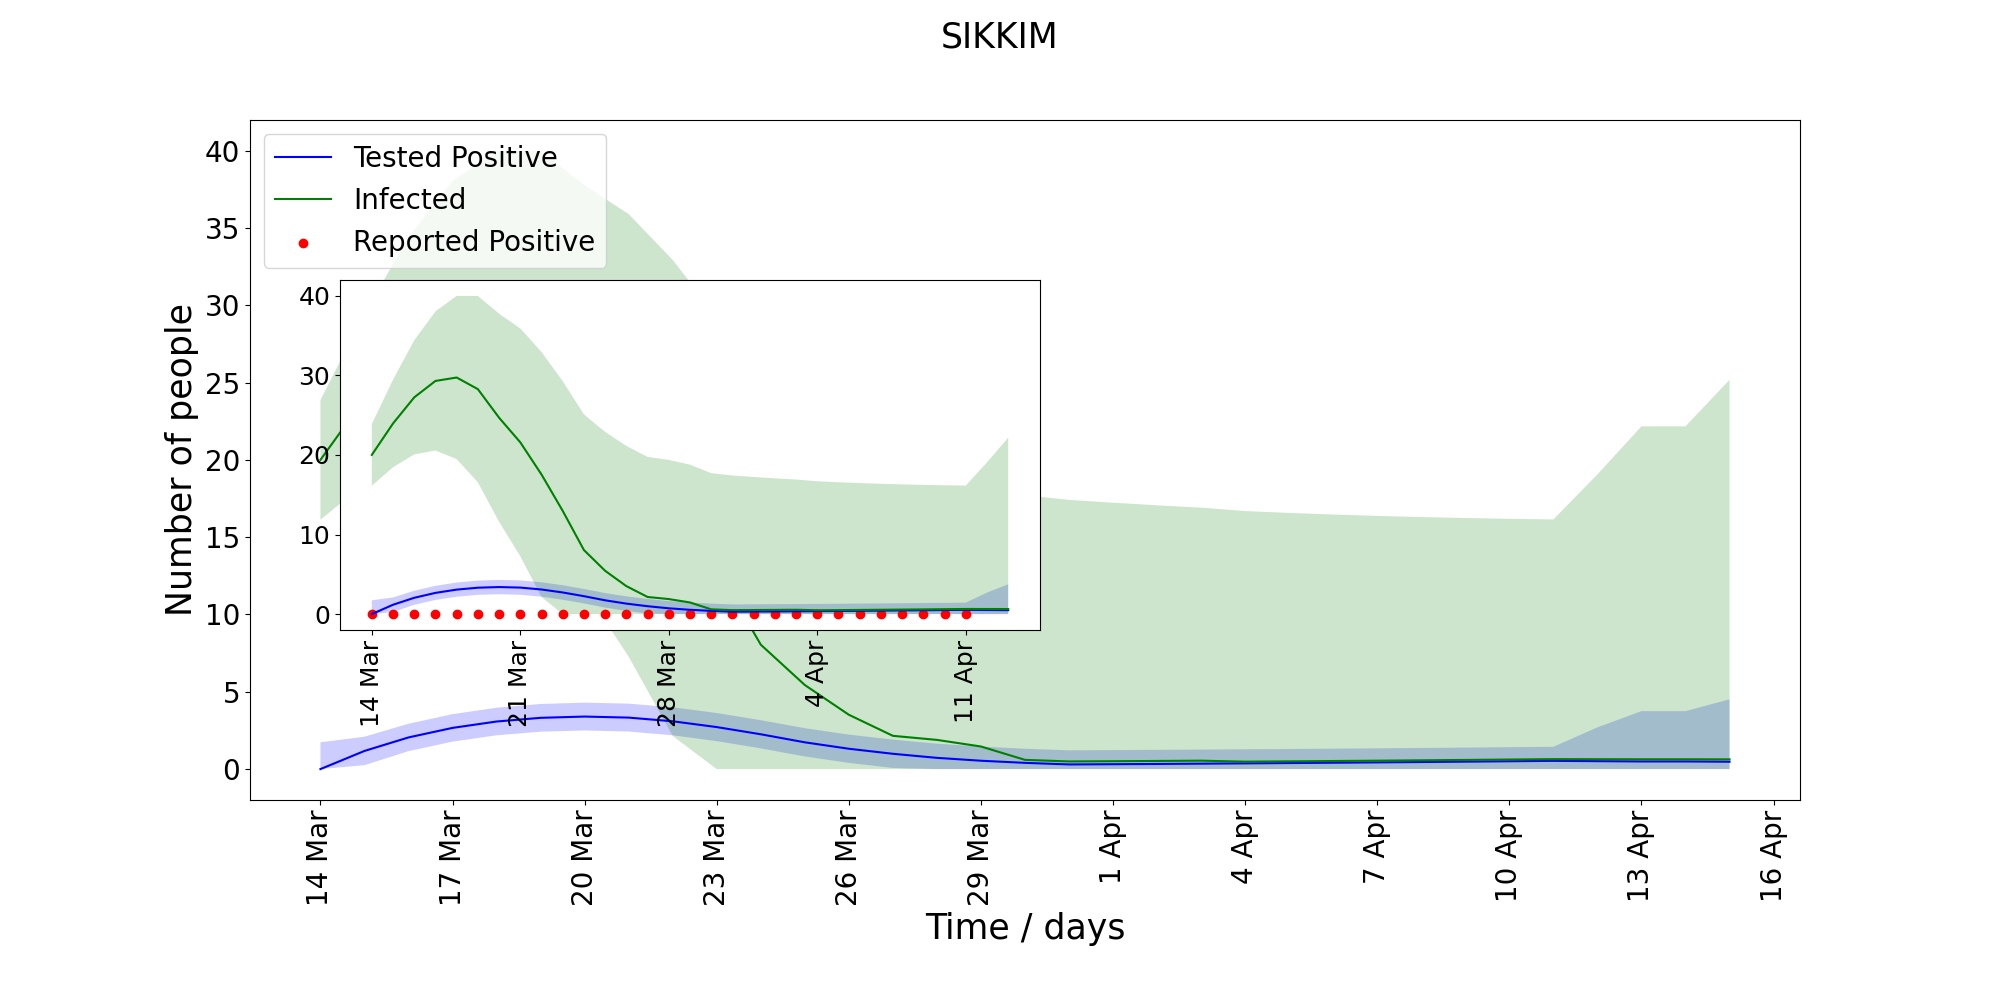 SIKKIM
Tested Positive
Infected
Reported Positive
Number of people
40
35
30
25
20
15
10
5
0
40
30
20
10
0
14 Mar
21 Mar
28 Mar
4 Apr
11 Apr
14 Mar
17 Mar
20 Mar
23 Mar
26 Mar
29 Mar
1 Apr
4 Apr
7 Apr
10 Apr
13 Apr
16 Apr
Time / days